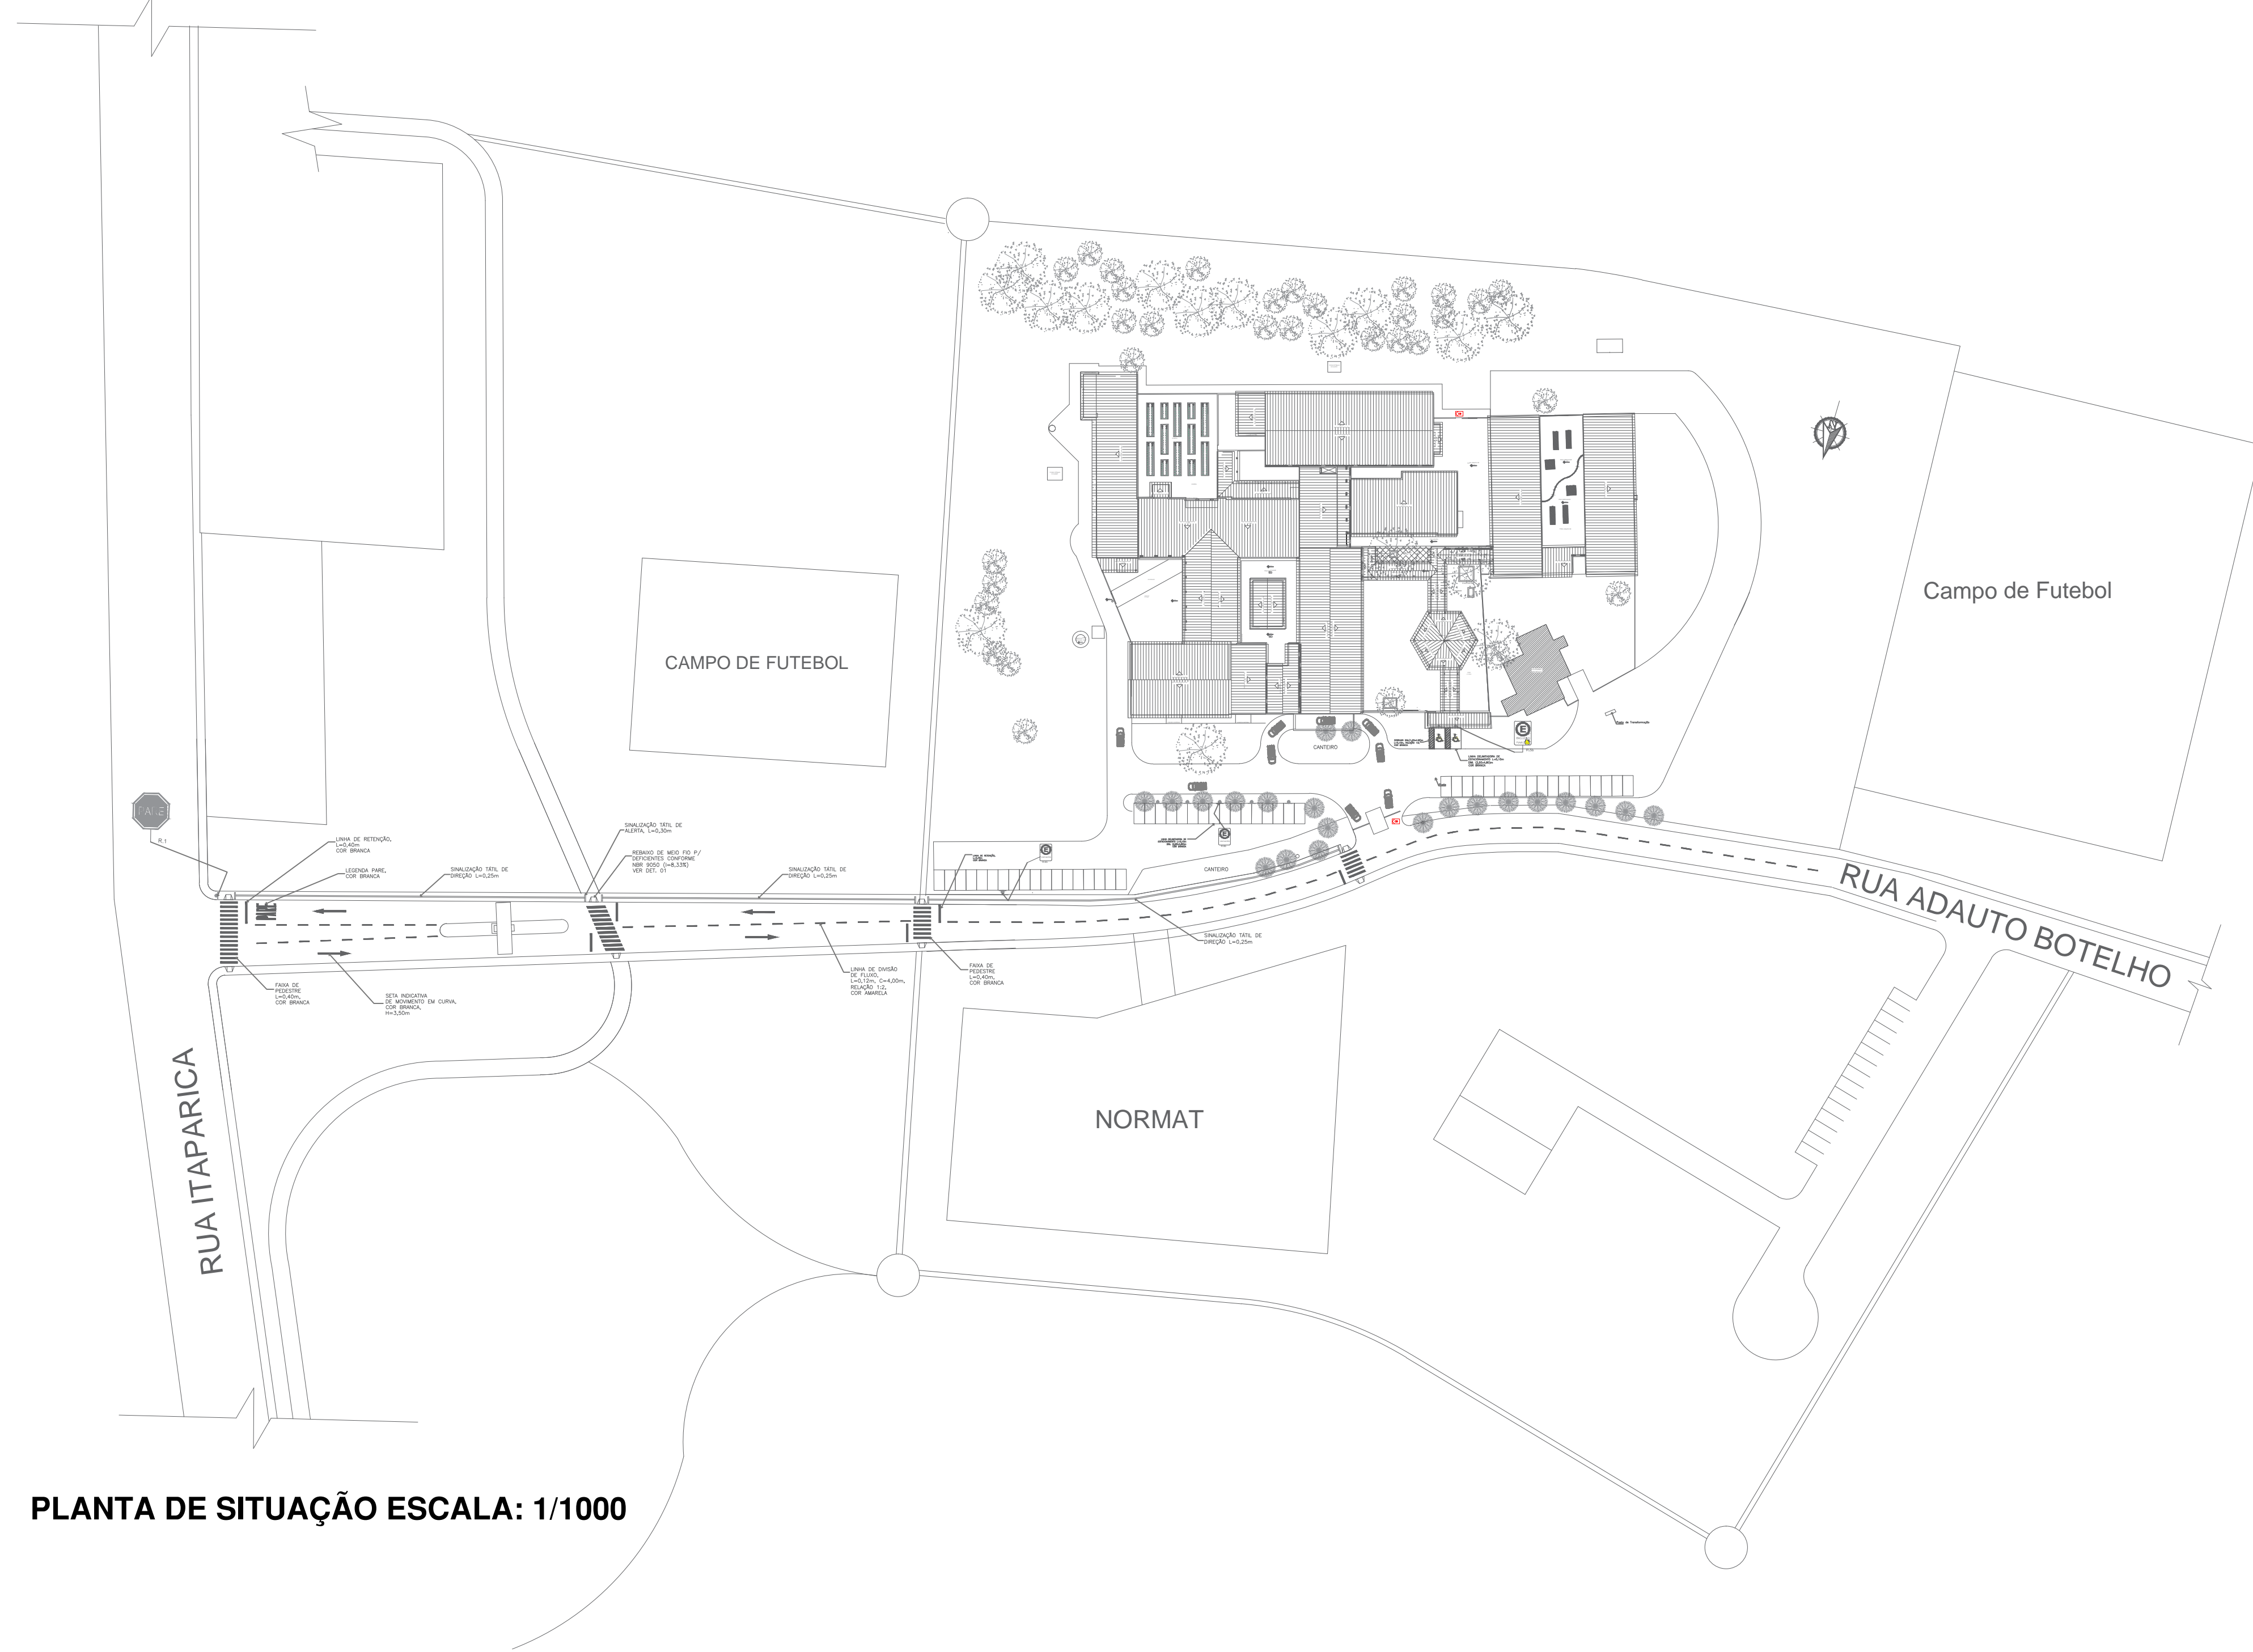 Campo de Futebol
CAMPO DE FUTEBOL
CANTEIRO
PARE
R.1
LINHA DE RETENÇÃO,
L=0,40m
COR BRANCA
LEGENDA PARE,
COR BRANCA
SINALIZAÇÃO TÁTIL DE
DIREÇÃO L=0,25m
SINALIZAÇÃO TÁTIL DE
ALERTA, L=0,30m
REBAIXO DE MEIO FIO P/
DEFICIENTES CONFORME
NBR 9050 (i=8,33%)
VER DET. 01
SINALIZAÇÃO TÁTIL DE
DIREÇÃO L=0,25m
E
E
E
CANTEIRO
RUA ADAUTO BOTELHO
SINALIZAÇÃO TÁTIL DE
DIREÇÃO L=0,25m
FAIXA DE
PEDESTRE
L=0,40m,
COR BRANCA
SETA INDICATIVA
DE MOVIMENTO EM CURVA,
COR BRANCA,
H=3,50m
LINHA DE DIVISÃO
DE FLUXO,
L=0,12m, C=4,00m,
RELAÇÃO 1:2,
COR AMARELA
FAIXA DE
PEDESTRE
L=0,40m,
COR BRANCA
RUA ITAPARICA
NORMAT
PLANTA DE SITUAÇÃO ESCALA: 1/1000